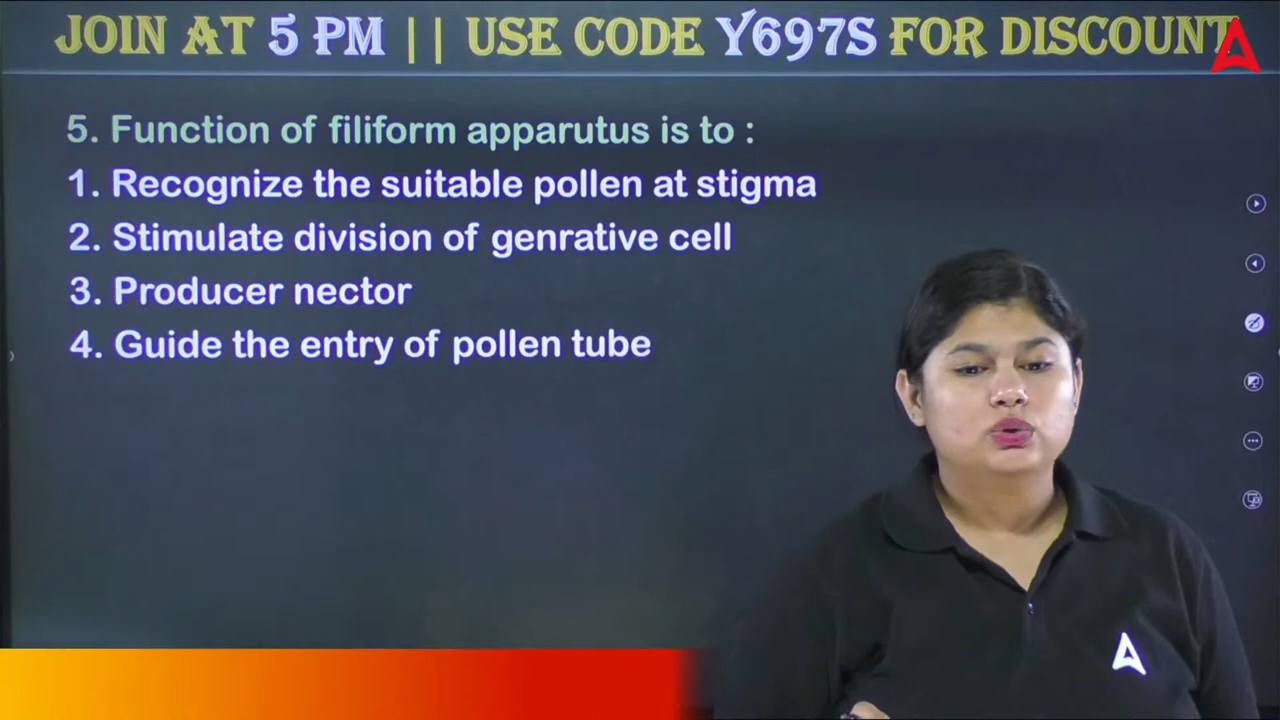 JOIN AT 5 PM || USE CODE Y697S FOR DISCOUNT
5. Function of filiform apparutus is to :
1. Recognize the suitable pollen at stigma
2. Stimulate division of genrative cell
3. Producer nector
4. Guide the entry of pollen tube